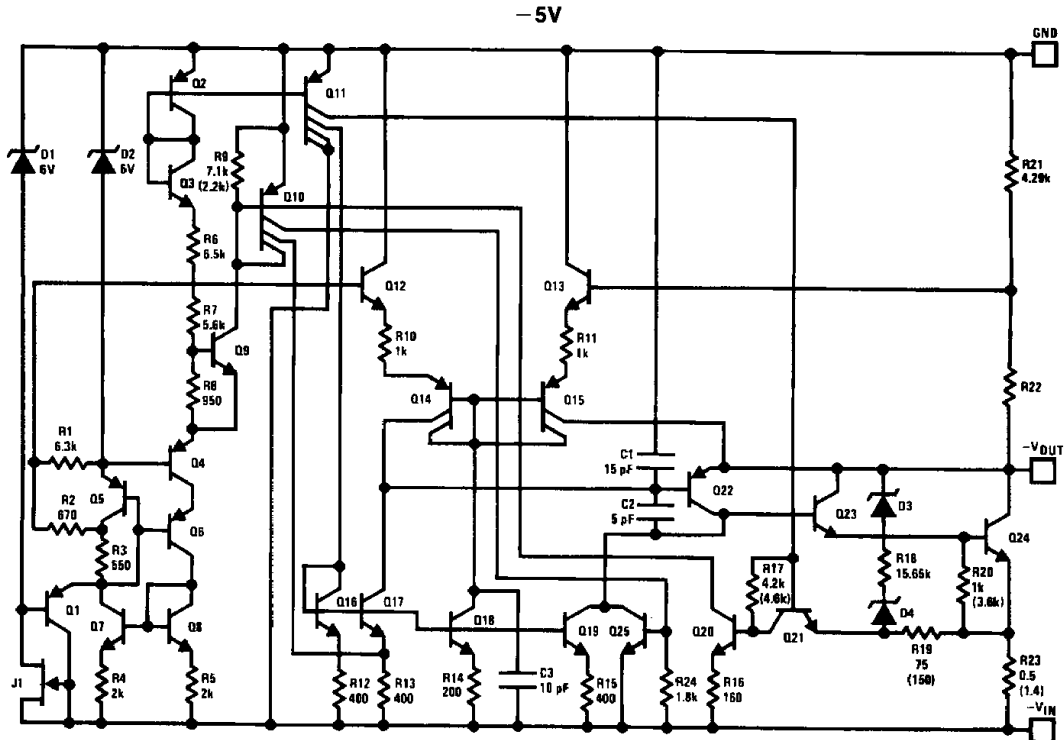 −5V
GND
Q2
Q11
D1
6V
D2
6V
Q3
R9
7.1k
(2.2k)
Q10
R21
4.29k
R6
6.5k
Q12
Q13
R7
5.6k
R10
1k
R11
1k
Q9
R8
950
R22
Q14
Q15
R1
6.3k
Q4
C1
15 pF
−VOUT
Q5
Q22
R2
670
Q6
C2
5 pF
Q23
D3
Q24
R3
550
R17
4.2k
(4.6k)
R18
15.65k
R20
1k
(3.6k)
Q1
Q7
Q8
Q16
Q17
Q18
Q19
Q25
Q20
Q21
D4
R19
75
(150)
J1
R4
2k
R5
2k
R12
400
R13
400
R14
200
C3
10 pF
R15
400
R24
1.8k
R16
160
R23
0.5
(1.4)
−VIN